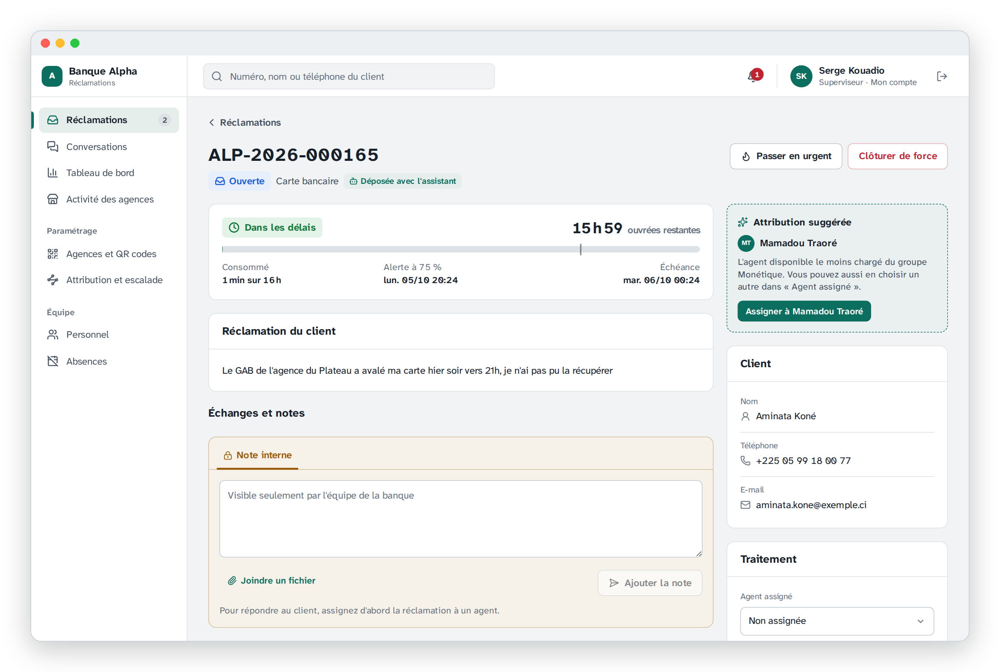 A
Banque Alpha
Réclamations
Numéro, nom ou téléphone du client
1
SK
Serge Kouadio
Superviseur · Mon compte
Réclamations
2
Conversations
Tableau de bord
Activité des agences
Paramétrage
Agences et QR codes
Attribution et escalade
Équipe
Personnel
Absences
Réclamations
ALP-2026-000165
Passer en urgent
Clôturer de force
Ouverte
Carte bancaire
Déposée avec l'assistant
Dans les délais
15 h 59 ouvrées restantes
Consommé
1 min sur 16 h
Alerte à 75 %
lun. 05/10 20:24
Échéance
mar. 06/10 00:24
Réclamation du client
Le GAB de l'agence du Plateau a avalé ma carte hier soir vers 21h, je n'ai pas pu la récupérer
Échanges et notes
Note interne
Visible seulement par l'équipe de la banque
Joindre un fichier
Ajouter la note
Pour répondre au client, assignez d'abord la réclamation à un agent.
Attribution suggérée
MT
Mamadou Traoré
L'agent disponible le moins chargé du groupe
Monétique. Vous pouvez aussi en choisir un
autre dans « Agent assigné ».
Assigner à Mamadou Traoré
Client
Nom
Aminata Koné
Téléphone
+225 05 99 18 00 77
E-mail
aminata.kone@exemple.ci
Traitement
Agent assigné
Non assignée